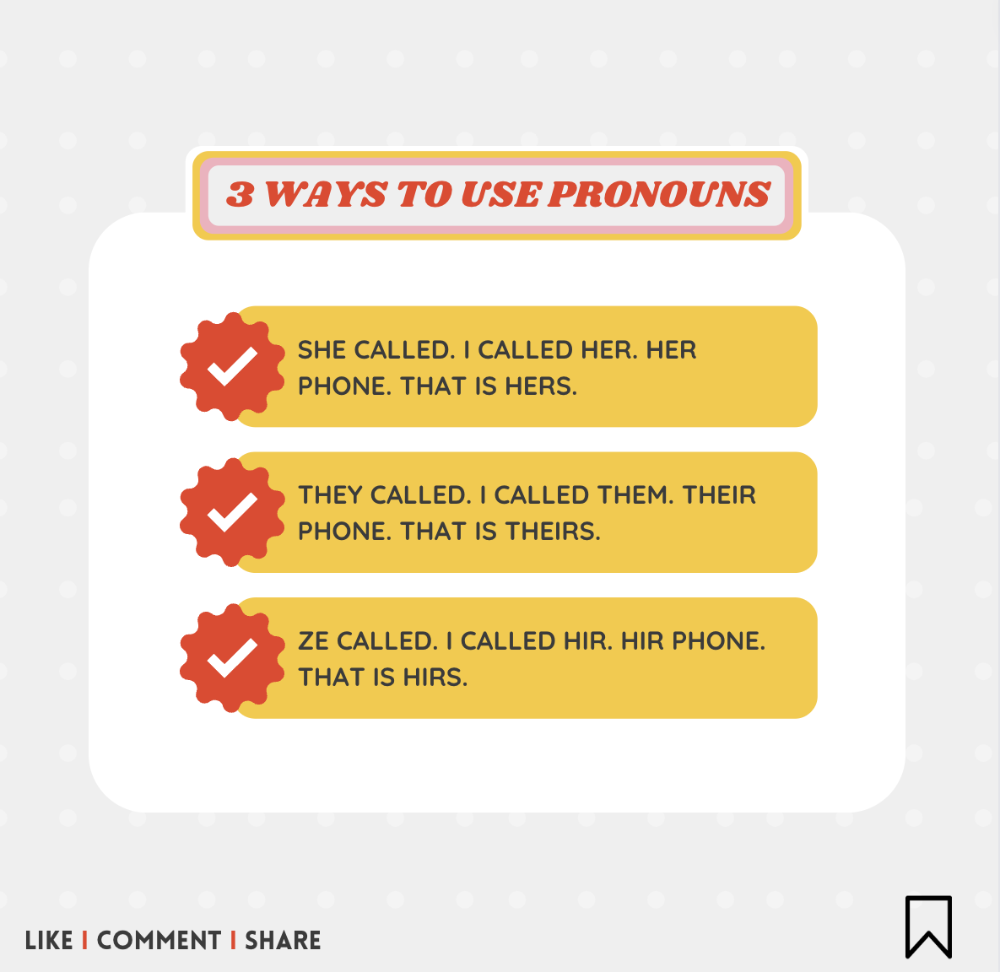 3 WAYS TO USE PRONOUNS
SHE CALLED. I CALLED HER. HER
PHONE. THAT IS HERS.
THEY CALLED. I CALLED THEM. THEIR
PHONE. THAT IS THEIRS.
ZE CALLED. I CALLED HIR. HIR PHONE.
THAT IS HIRS.
LIKE I COMMENT I SHARE